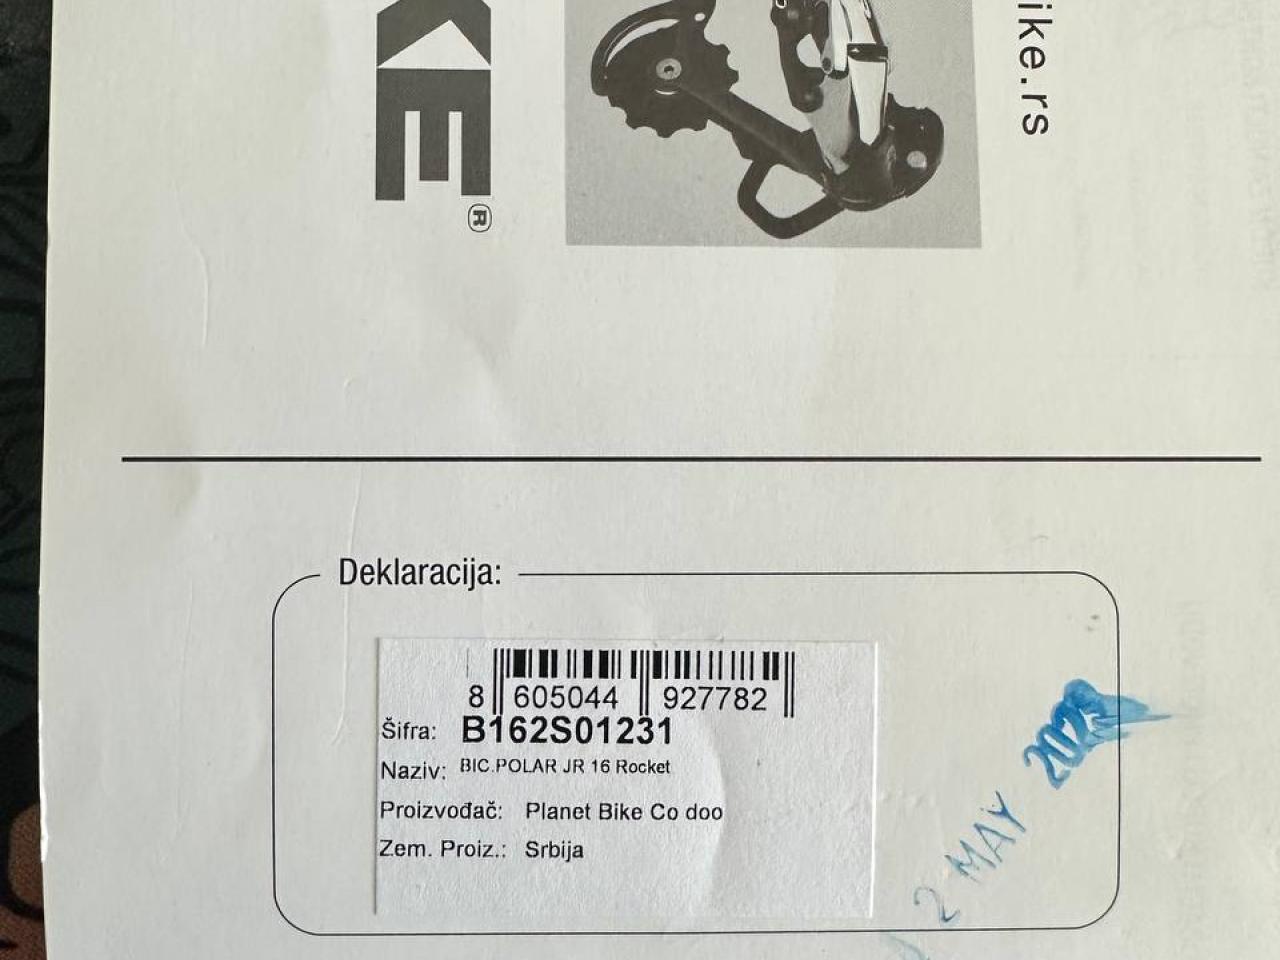 KE®
ike.rs
Deklaracija:
8 605044 927782
Šifra: B162S01231
Naziv: BIC.POLAR JR 16 Rocket
Proizvođač: Planet Bike Co doo
Zem. Proiz.: Srbija
2 MAY 2023